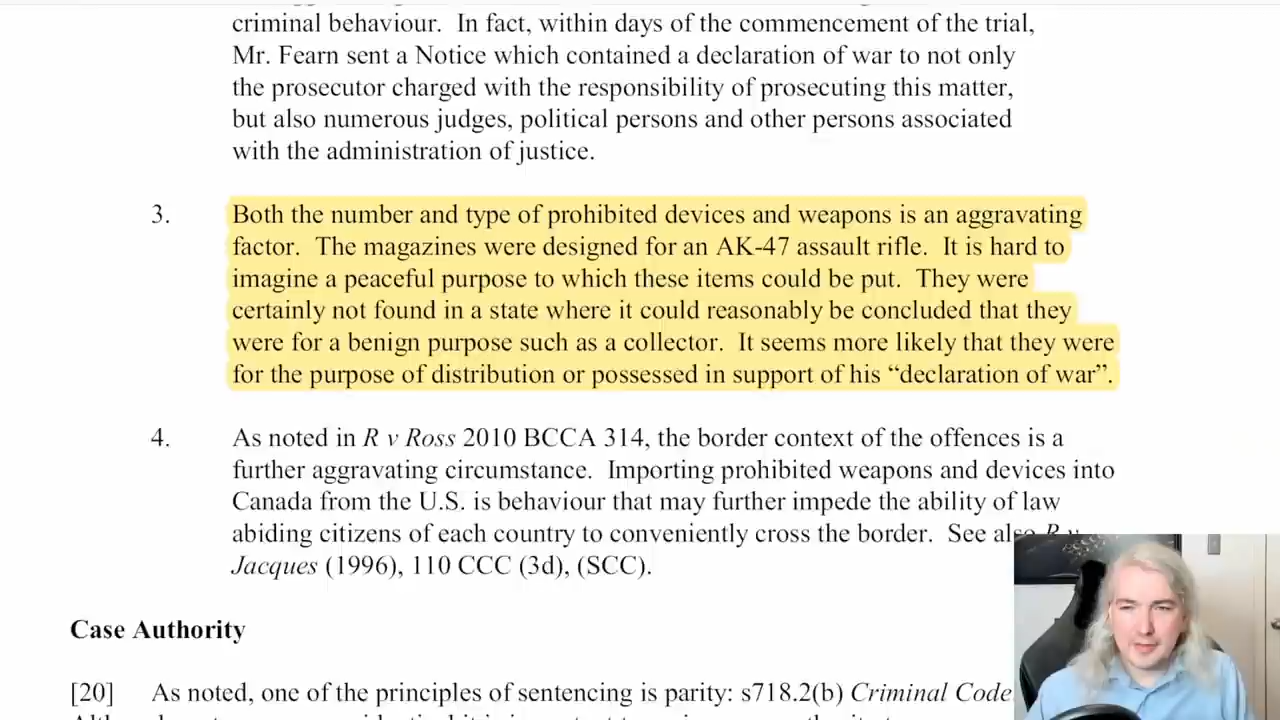 criminal behaviour. In fact, within days of the commencement of the trial,
Mr. Fearn sent a Notice which contained a declaration of war to not only
the prosecutor charged with the responsibility of prosecuting this matter,
but also numerous judges, political persons and other persons associated
with the administration of justice.
3. Both the number and type of prohibited devices and weapons is an aggravating
factor. The magazines were designed for an AK-47 assault rifle. It is hard to
imagine a peaceful purpose to which these items could be put. They were
certainly not found in a state where it could reasonably be concluded that they
were for a benign purpose such as a collector. It seems more likely that they were
for the purpose of distribution or possessed in support of his “declaration of war”.
4. As noted in R v Ross 2010 BCCA 314, the border context of the offences is a
further aggravating circumstance. Importing prohibited weapons and devices into
Canada from the U.S. is behaviour that may further impede the ability of law
abiding citizens of each country to conveniently cross the border. See also R v
Jacques (1996), 110 CCC (3d), (SCC).
Case Authority
[20] As noted, one of the principles of sentencing is parity: s718.2(b) Criminal Code